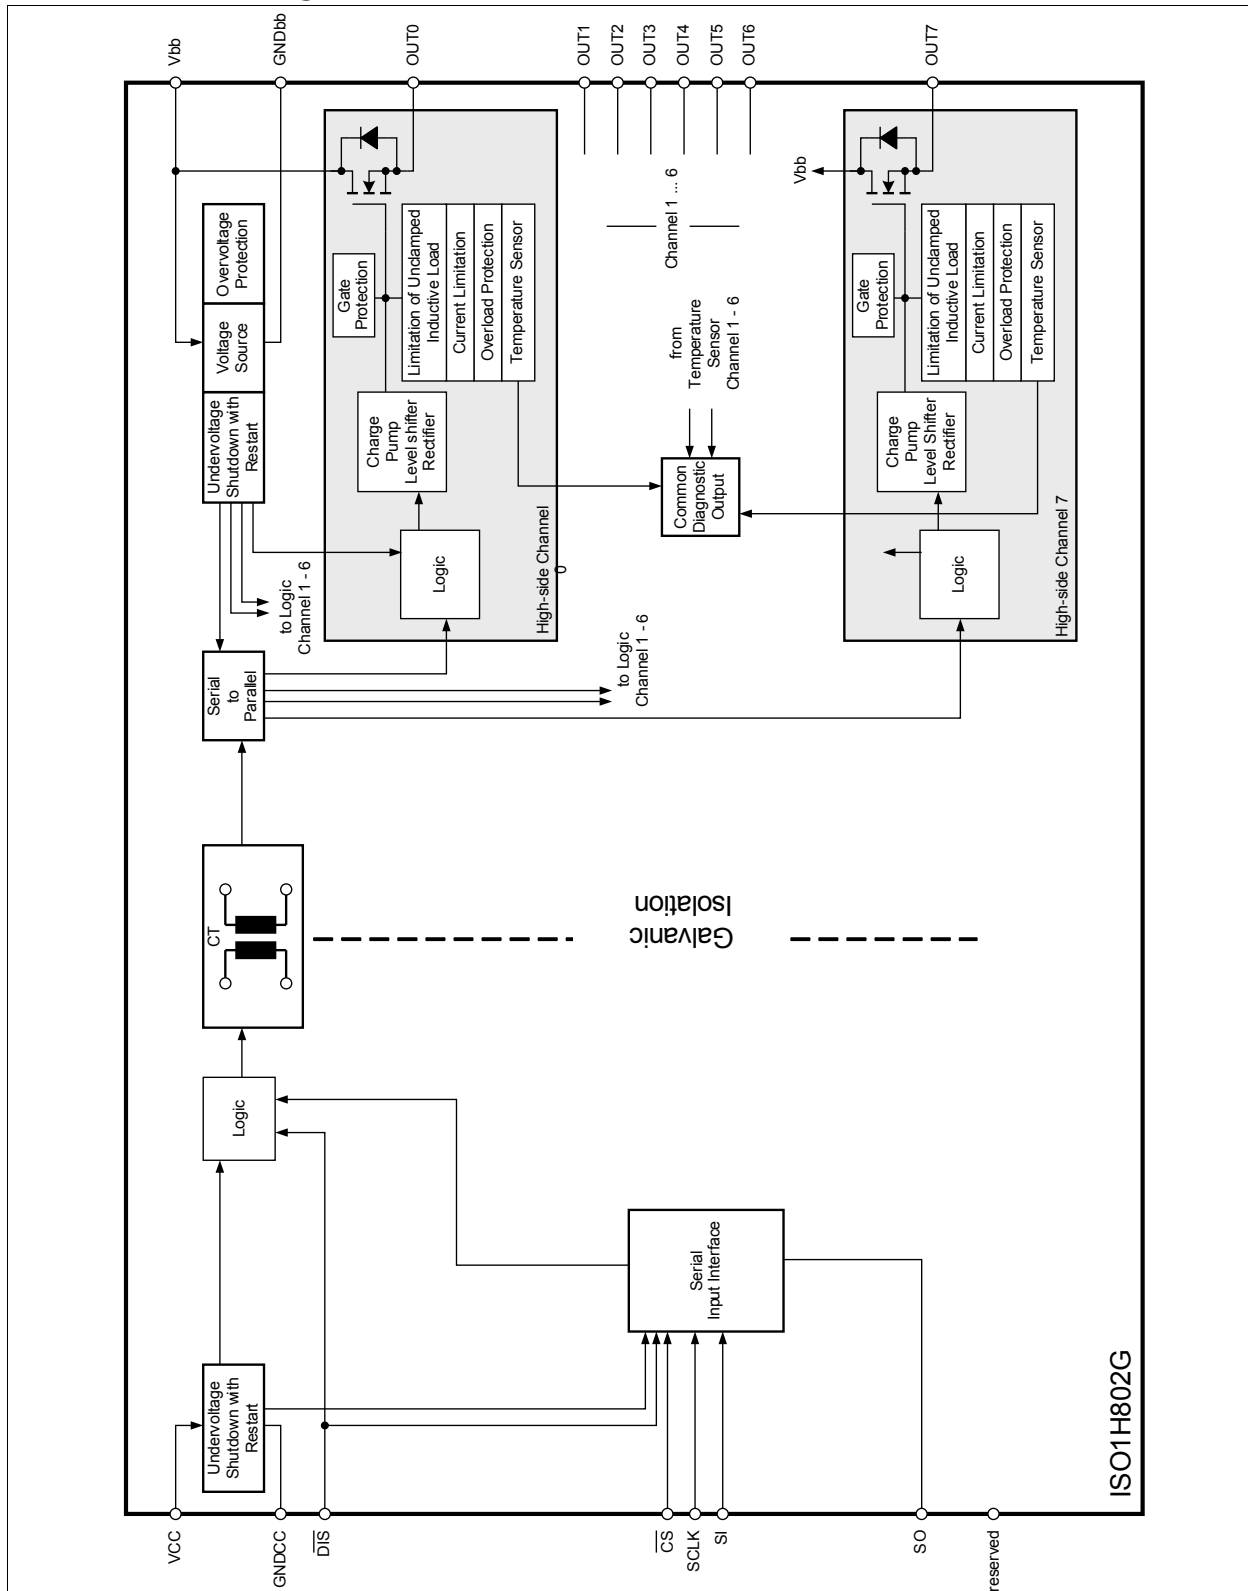 Vbb
GNDbb
OUT0
OUT1
OUT2
OUT3
OUT4
OUT5
OUT6
OUT7
Overvoltage
Protection
Voltage
Source
Undervoltage
Shutdown with
Restart
Gate
Protection
Limitation of Undamped
Inductive Load
Current Limitation
Overload Protection
Temperature Sensor
Charge
Pump
Level shifter
Rectifier
Logic
High-side Channel
0
to Logic
Channel 1 - 6
Channel 1 ... 6
from
Temperature
Sensor
Channel 1 - 6
Common
Diagnostic
Output
Vbb
Gate
Protection
Limitation of Undamped
Inductive Load
Current Limitation
Overload Protection
Temperature Sensor
Charge
Pump
Level Shifter
Rectifier
Logic
High-side Channel 7
Serial
to
Parallel
to Logic
Channel 1 - 6
CT
Galvanic
Isolation
Logic
Serial
Input Interface
Undervoltage
Shutdown with
Restart
VCC
GNDCC
DIS
CS
SCLK
SI
SO
reserved
ISO1H802G